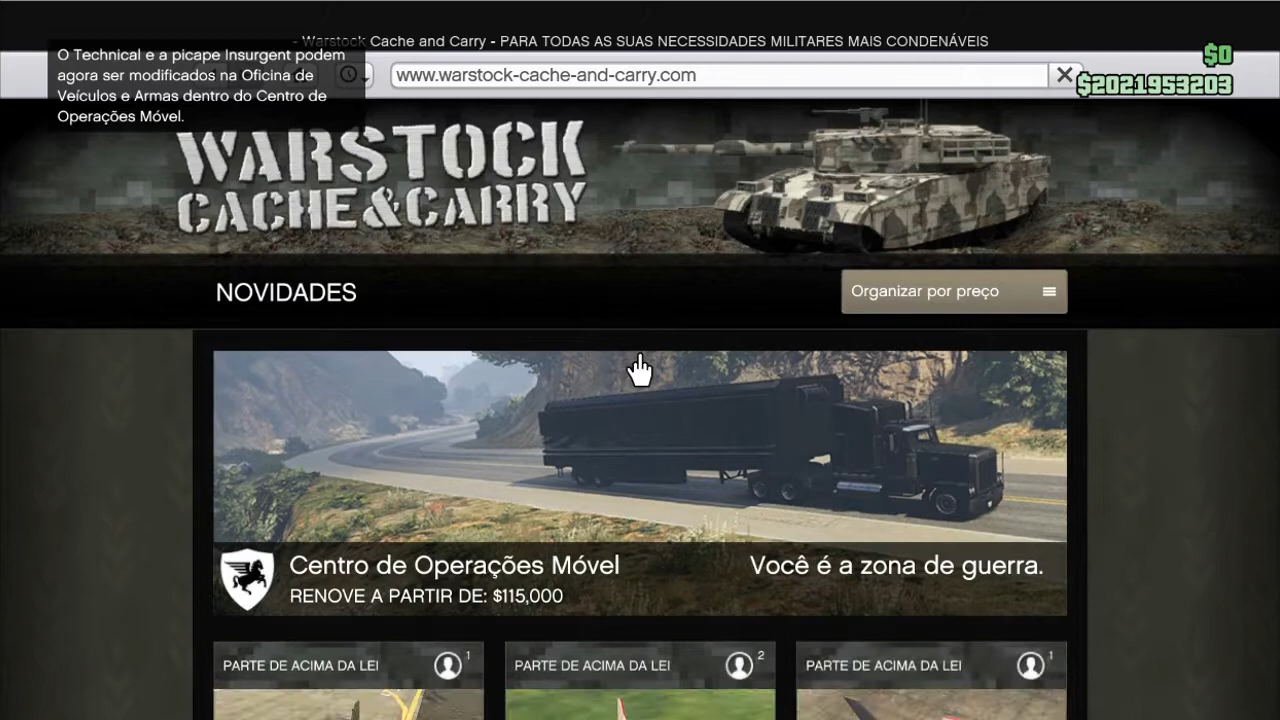 - Warstock Cache and Carry - PARA TODAS AS SUAS NECESSIDADES MILITARES MAIS CONDENÁVEIS
O Technical e a picape Insurgent podem
agora ser modificados na Oficina de
Veículos e Armas dentro do Centro de
Operações Móvel.
www.warstock-cache-and-carry.com
$0
$2021953203
WARSTOCK
CACHE&CARRY
NOVIDADES
Organizar por preço
Centro de Operações Móvel
Você é a zona de guerra.
RENOVE A PARTIR DE: $115,000
PARTE DE ACIMA DA LEI 1
PARTE DE ACIMA DA LEI 2
PARTE DE ACIMA DA LEI 1